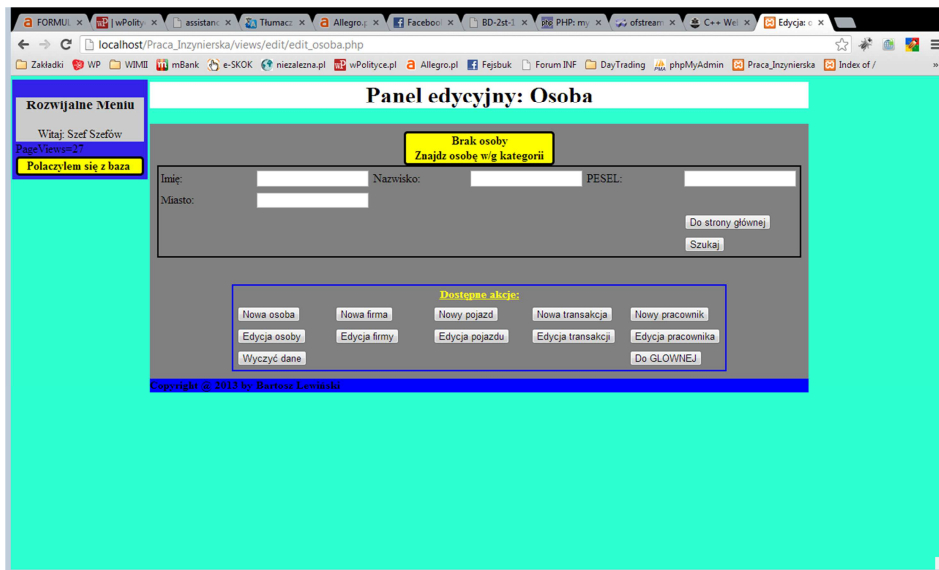 FORMUL
| wPolity
assistanc
Tłumacz
Allegro.p
Facebool
BD-2st-1
PHP: my
ofstream
C++ Wel
Edycja: o
localhost/Praca_Inzynierska/views/edit/edit_osoba.php
Zakładki WP WIMII mBank e-SKOK niezalezna.pl wPolityce.pl Allegro.pl Fejsbuk Forum INF DayTrading phpMyAdmin Praca_Inzynierska Index of / »
Rozwijalne Meniu
Witaj: Szef Szefów
PageViews=27
Polaczylem się z baza
Panel edycyjny: Osoba
Brak osoby
Znajdz osobę w/g kategorii
Imię: Nazwisko: PESEL:
Miasto:
Do strony głównej
Szukaj
Dostępne akcje:
Nowa osoba Nowa firma Nowy pojazd Nowa transakcja Nowy pracownik
Edycja osoby Edycja firmy Edycja pojazdu Edycja transakcji Edycja pracownika
Wyczyć dane Do GLOWNEJ
Copyright @ 2013 by Bartosz